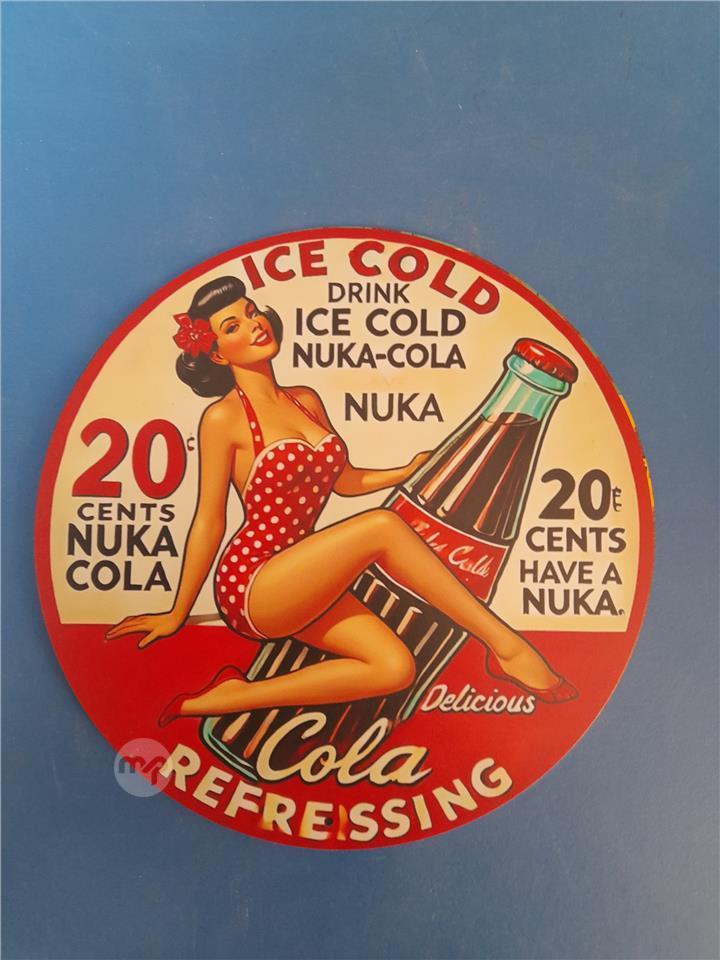 ICE COLD
DRINK
ICE COLD
NUKA-COLA
NUKA
20¢
CENTS
NUKA
COLA
20¢
CENTS
HAVE A
NUKA.
Delicious
Cola
REFRESSING